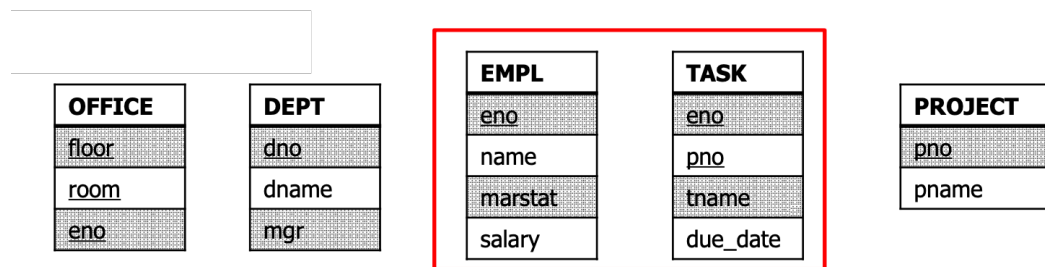 OFFICE
floor
room
eno
DEPT
dno
dname
mgr
EMPL
eno
name
marstat
salary
TASK
eno
pno
tname
due_date
PROJECT
pno
pname